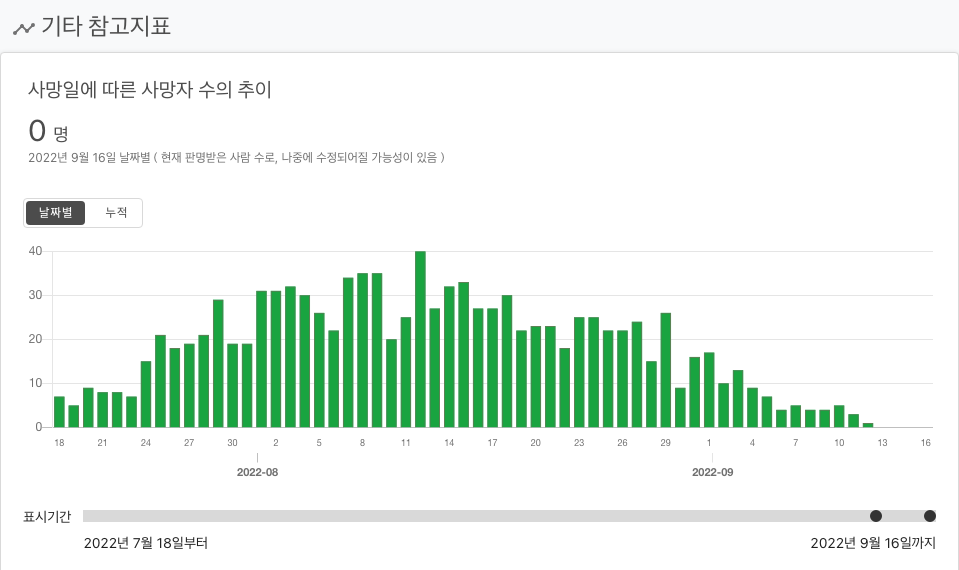 기타 참고지표
사망일에 따른 사망자 수의 추이
0 명
2022년 9월 16일 날짜별 ( 현재 판명받은 사람 수로, 나중에 수정되어질 가능성이 있음 )
날짜별 누적
40
30
20
10
0
18 21 24 27 30 2 5 8 11 14 17 20 23 26 29 1 4 7 10 13 16
2022-08 2022-09
표시기간
2022년 7월 18일부터 2022년 9월 16일까지